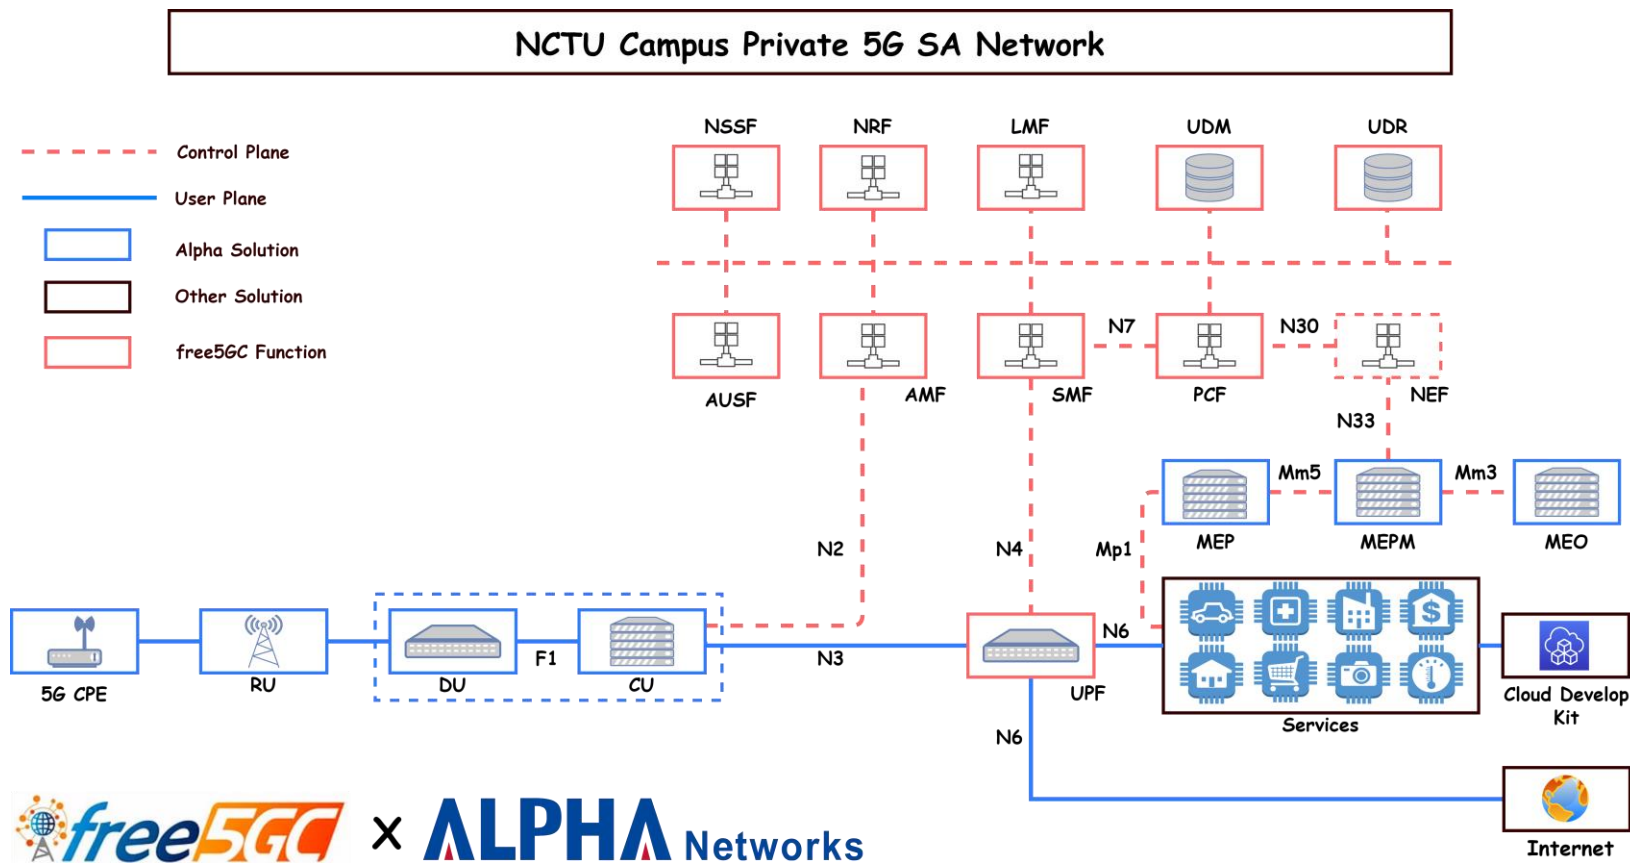 NCTU Campus Private 5G SA Network
Control Plane
User Plane
Alpha Solution
Other Solution
free5GC Function
NSSF
NRF
LMF
UDM
UDR
N7
N30
AUSF
AMF
SMF
PCF
NEF
N33
Mm5
Mm3
MEP
MEPM
MEO
N2
N4
Mp1
N6
F1
N3
5G CPE
RU
DU
CU
UPF
Services
Cloud Develop
Kit
N6
Internet
free5GC x ALPHA Networks